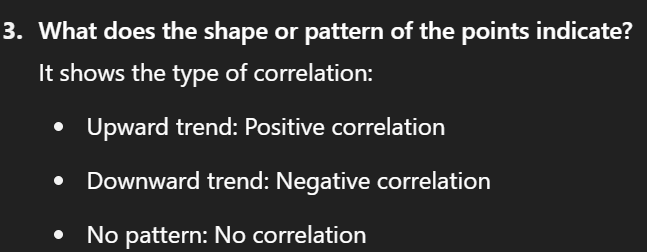 3. What does the shape or pattern of the points indicate?
It shows the type of correlation:
• Upward trend: Positive correlation
• Downward trend: Negative correlation
• No pattern: No correlation